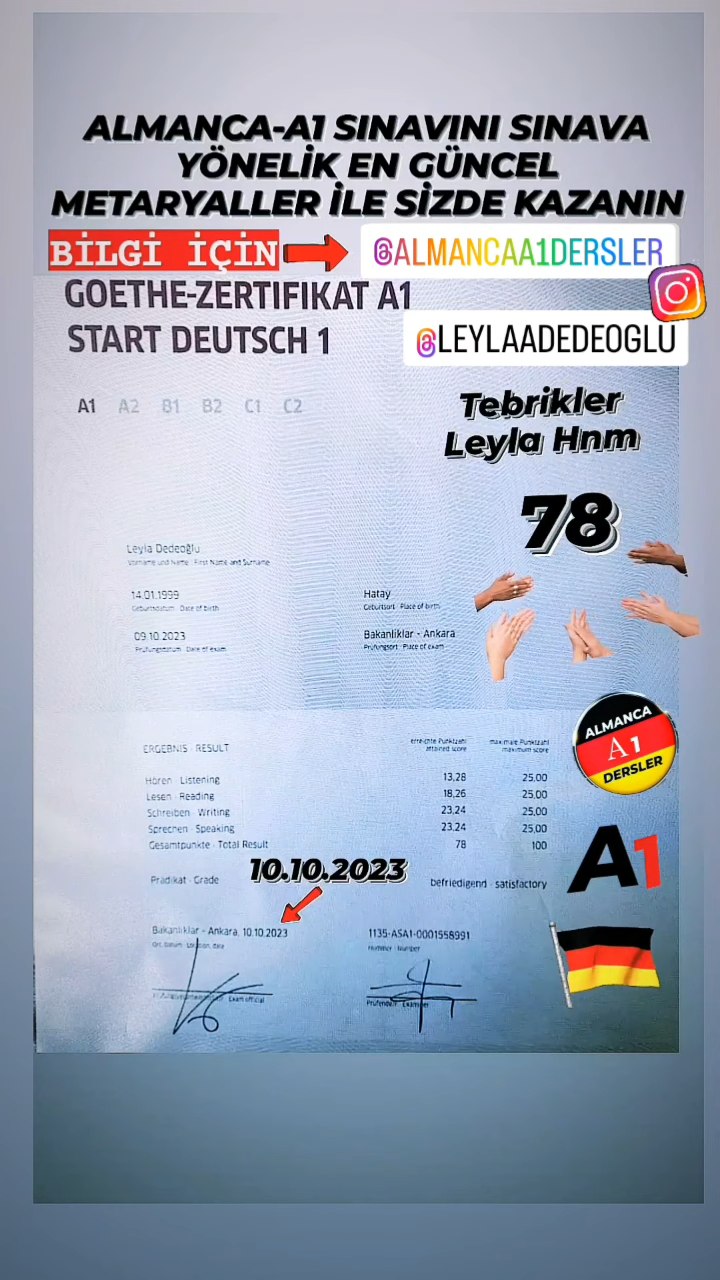 ALMANCA-A1 SINAVINI SINAVA
YÖNELİK EN GÜNCEL
METARYALLER İLE SİZDE KAZANIN
BİLGİ İÇİN
@ALMANCAA1DERSLER
GOETHE-ZERTIFIKAT A1
START DEUTSCH 1
@LEYLAADEDEOGLU
A1 A2 B1 B2 C1 C2
Tebrikler
Leyla Hnm
78
Leyla Dedeoğlu
Vorname und Name · First Name and Surname
14.01.1999
Geburtsdatum · Date of birth
Hatay
Geburtsort · Place of birth
09.10.2023
Prüfungsdatum · Date of exam
Bakanlıklar - Ankara
Prüfungsort · Place of exam
ALMANCA
A1
DERSLER
ERGEBNIS · RESULT
erreichte Punktzahl
attained score
maximale Punktzahl
maximum score
Hören · Listening 13,28 25,00
Lesen · Reading 18,26 25,00
Schreiben · Writing 23,24 25,00
Sprechen · Speaking 23,24 25,00
Gesamtpunkte · Total Result 78 100
A1
10.10.2023
Prädikat · Grade befriedigend · satisfactory
Bakanlıklar - Ankara, 10.10.2023
Ort, Datum · Location, date
1135-ASA1-0001558991
Nummer · Number
Exam official
Prüfende/r · Examiner